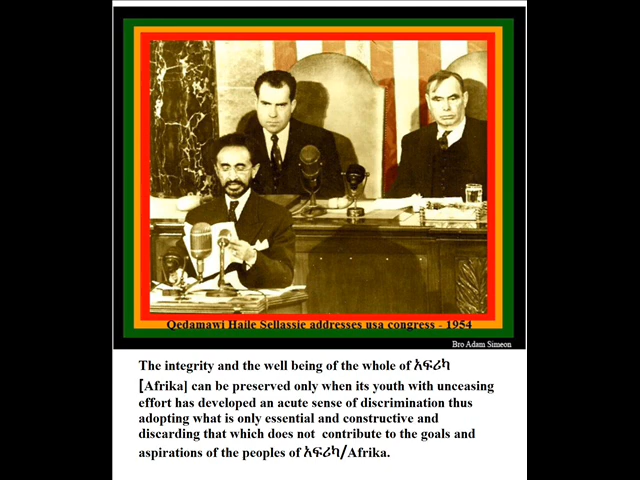 Qedamawi Haile Sellassie addresses usa congress - 1954
Bro Adam Simeon
The integrity and the well being of the whole of አፍሪካ
[Afrika] can be preserved only when its youth with unceasing
effort has developed an acute sense of discrimination thus
adopting what is only essential and constructive and
discarding that which does not contribute to the goals and
aspirations of the peoples of አፍሪካ/Afrika.